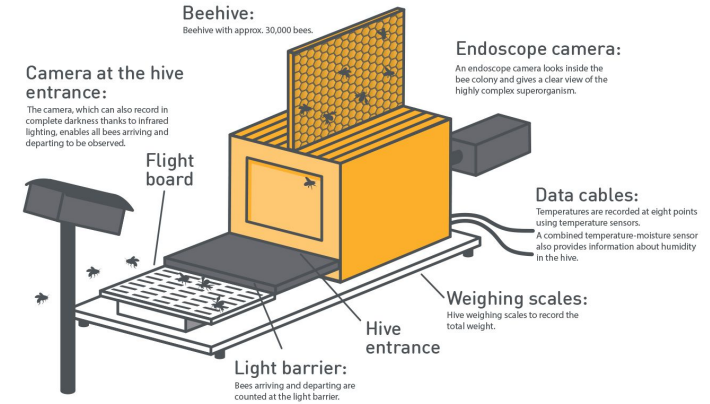 Beehive:
Beehive with approx. 30,000 bees.
Endoscope camera:
An endoscope camera looks inside the
bee colony and gives a clear view of the
highly complex superorganism.
Camera at the hive
entrance:
The camera, which can also record in
complete darkness thanks to infrared
lighting, enables all bees arriving and
departing to be observed.
Flight
board
Data cables:
Temperatures are recorded at eight points
using temperature sensors.
A combined temperature-moisture sensor
also provides information about humidity
in the hive.
Weighing scales:
Hive weighing scales to record the
total weight.
Hive
entrance
Light barrier:
Bees arriving and departing are
counted at the light barrier.